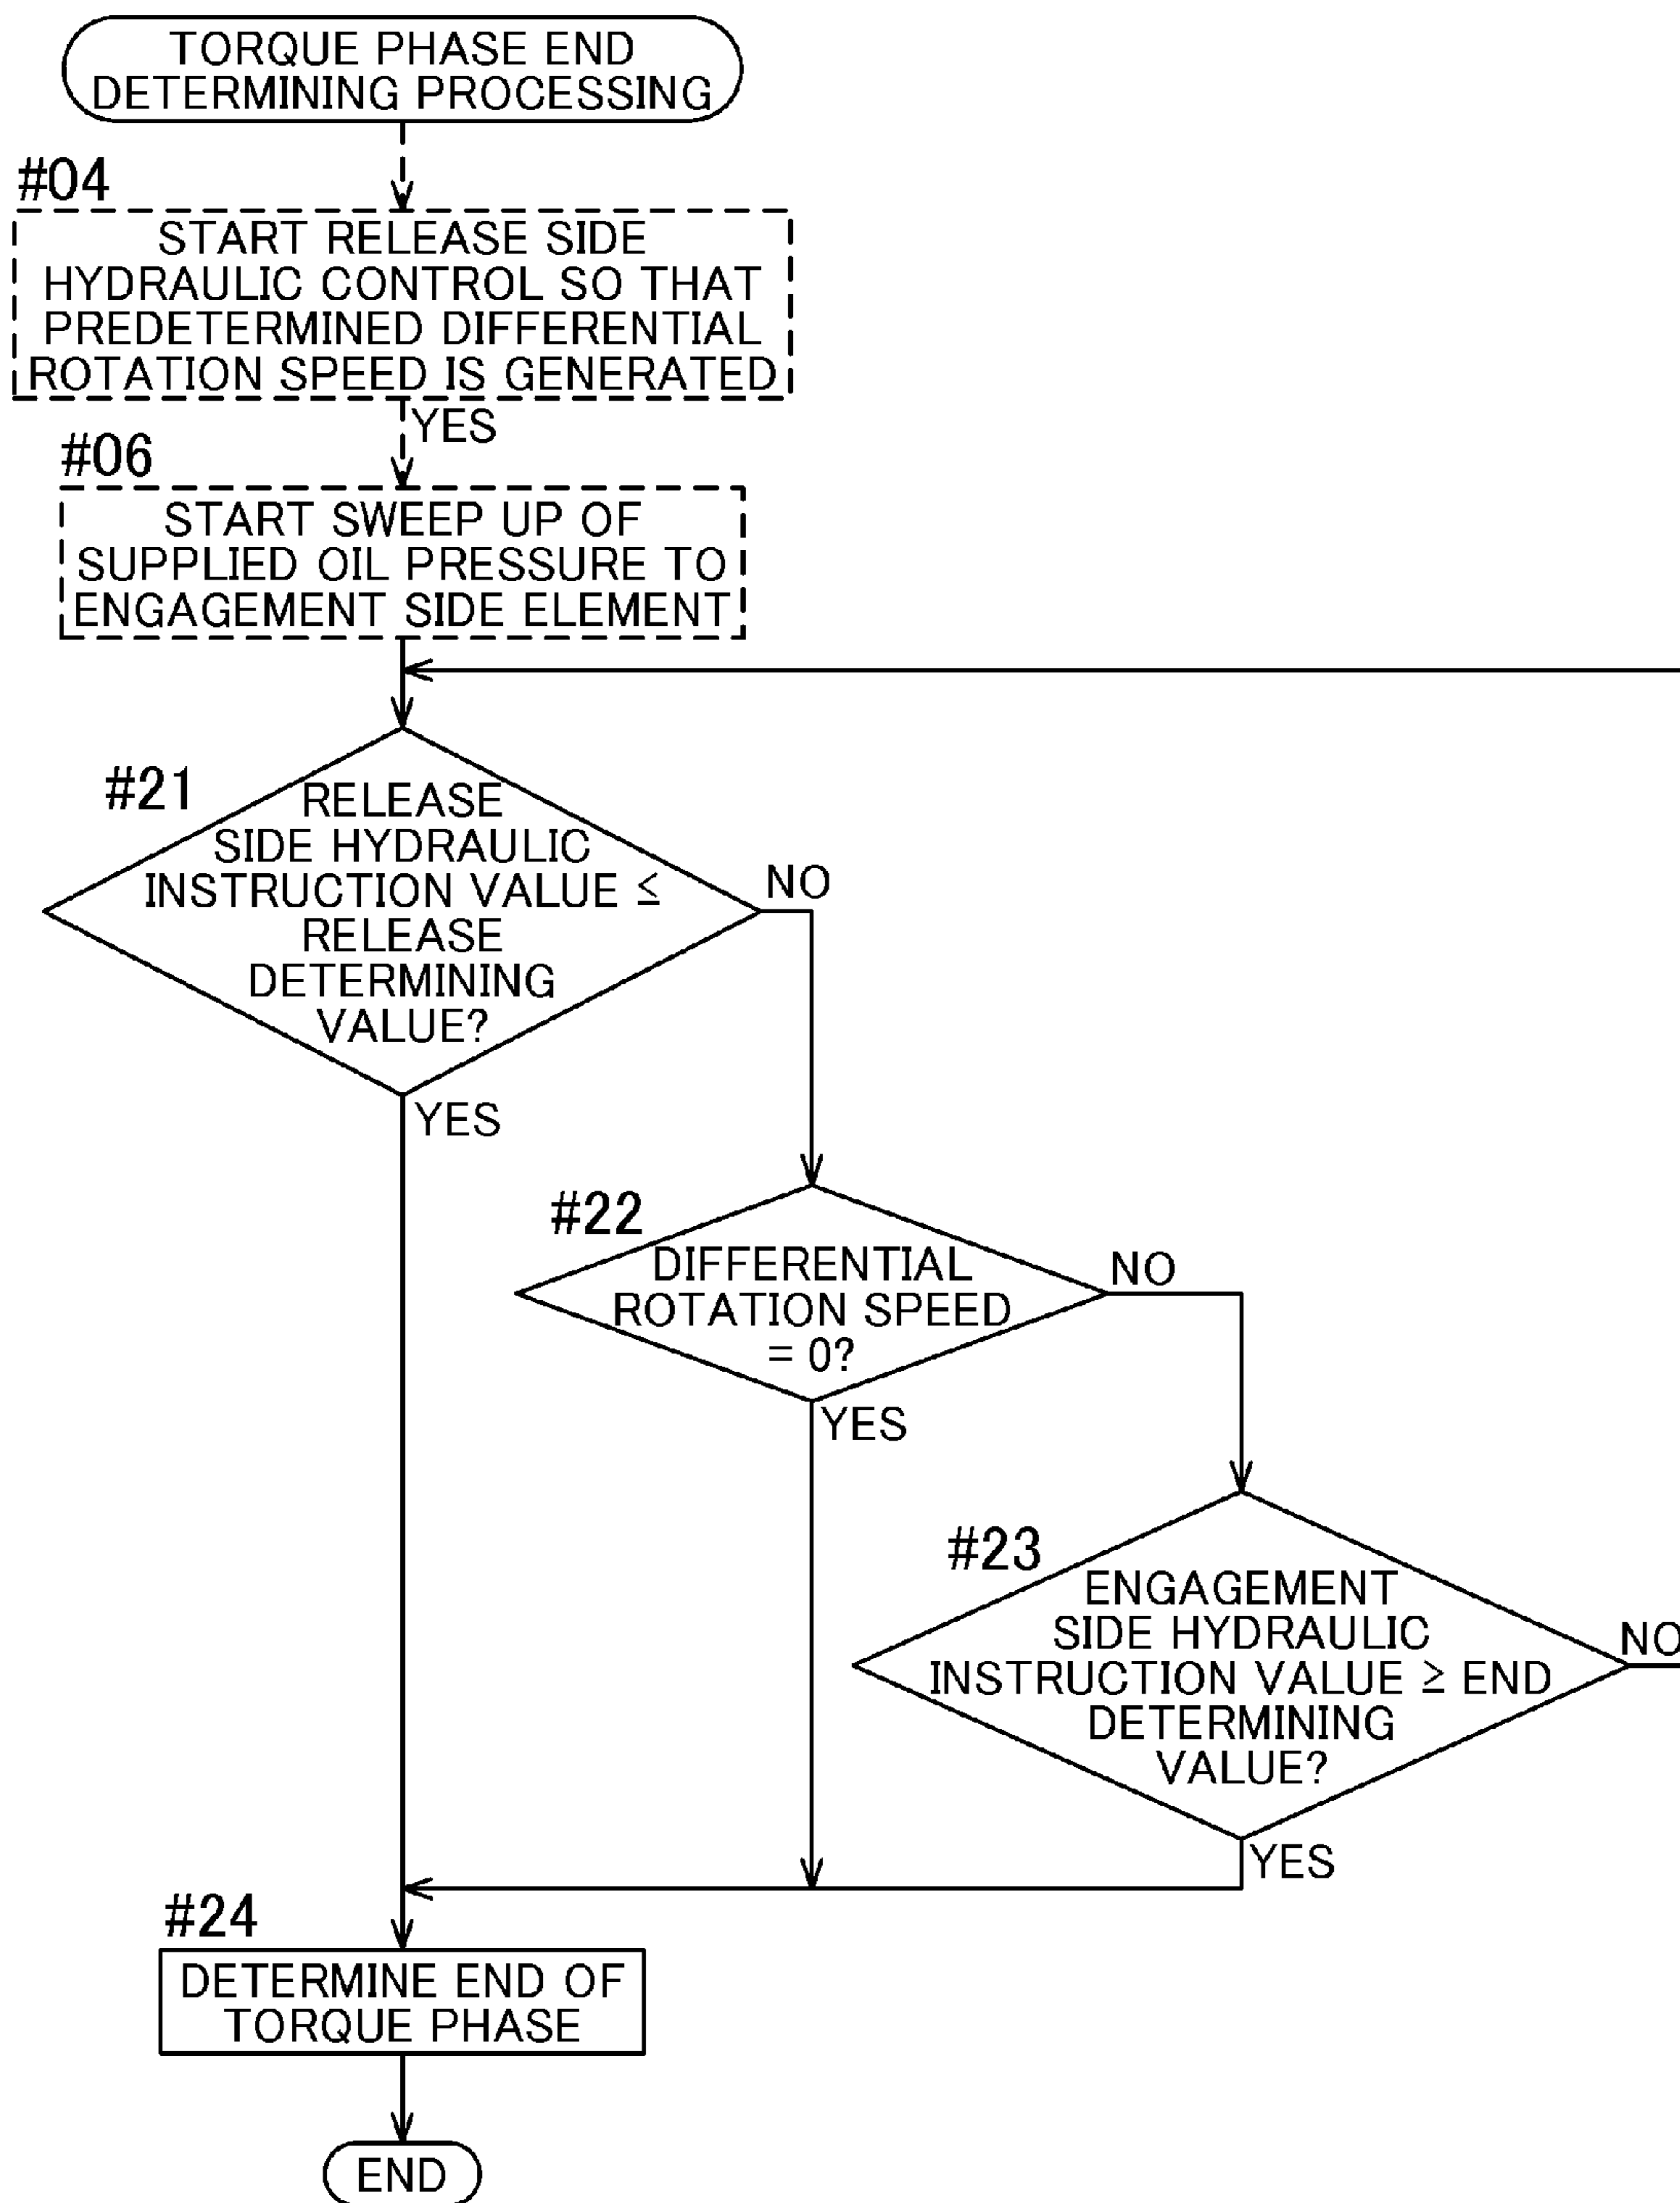 TORQUE PHASE END
DETERMINING PROCESSING
#04
START RELEASE SIDE
HYDRAULIC CONTROL SO THAT
PREDETERMINED DIFFERENTIAL
ROTATION SPEED IS GENERATED
YES
#06
START SWEEP UP OF
SUPPLIED OIL PRESSURE TO
ENGAGEMENT SIDE ELEMENT
#21
RELEASE
SIDE HYDRAULIC
INSTRUCTION VALUE ≤
RELEASE
DETERMINING
VALUE?
NO
YES
#22
DIFFERENTIAL
ROTATION SPEED
= 0?
NO
YES
#23
ENGAGEMENT
SIDE HYDRAULIC
INSTRUCTION VALUE ≥ END
DETERMINING
VALUE?
NO
YES
#24
DETERMINE END OF
TORQUE PHASE
END